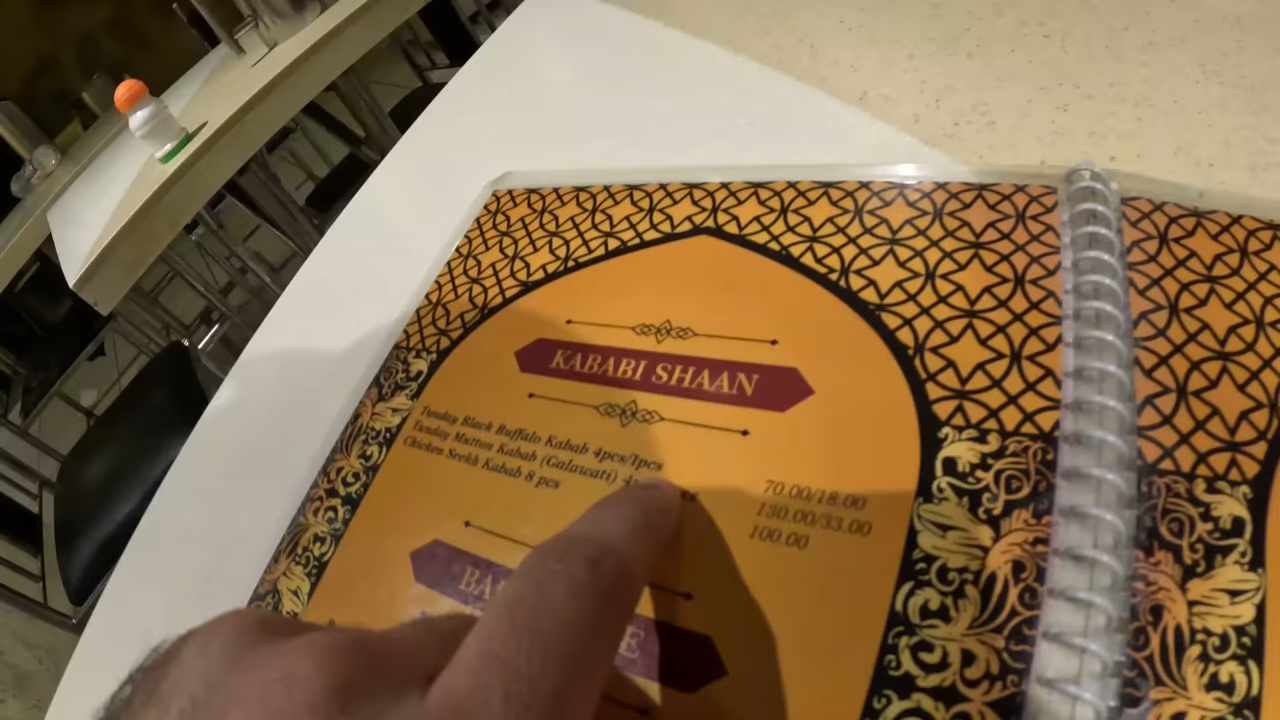 KABABI SHAAN
Tunday Black Buffalo Kabab 4pcs/1pcs 70.00/18.00
Tunday Mutton Kabab (Galawati) 130.00/33.00
Chicken Seekh Kabab 8 pcs 100.00